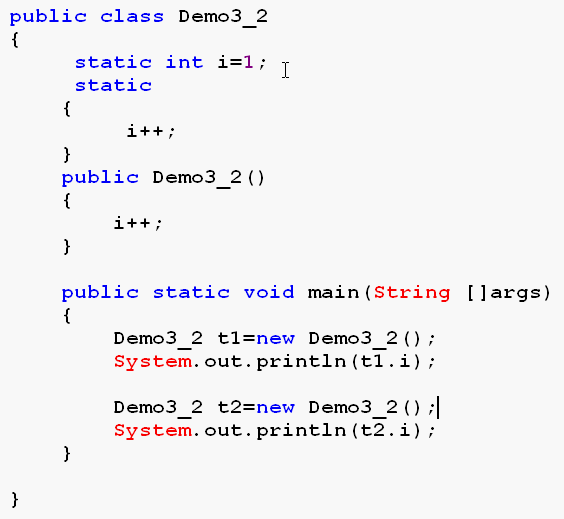 public class Demo3_2
{
static int i=1;
static
{
i++;
}
public Demo3_2()
{
i++;
}
public static void main(String []args)
{
Demo3_2 t1=new Demo3_2();
System.out.println(t1.i);
Demo3_2 t2=new Demo3_2();
System.out.println(t2.i);
}
}